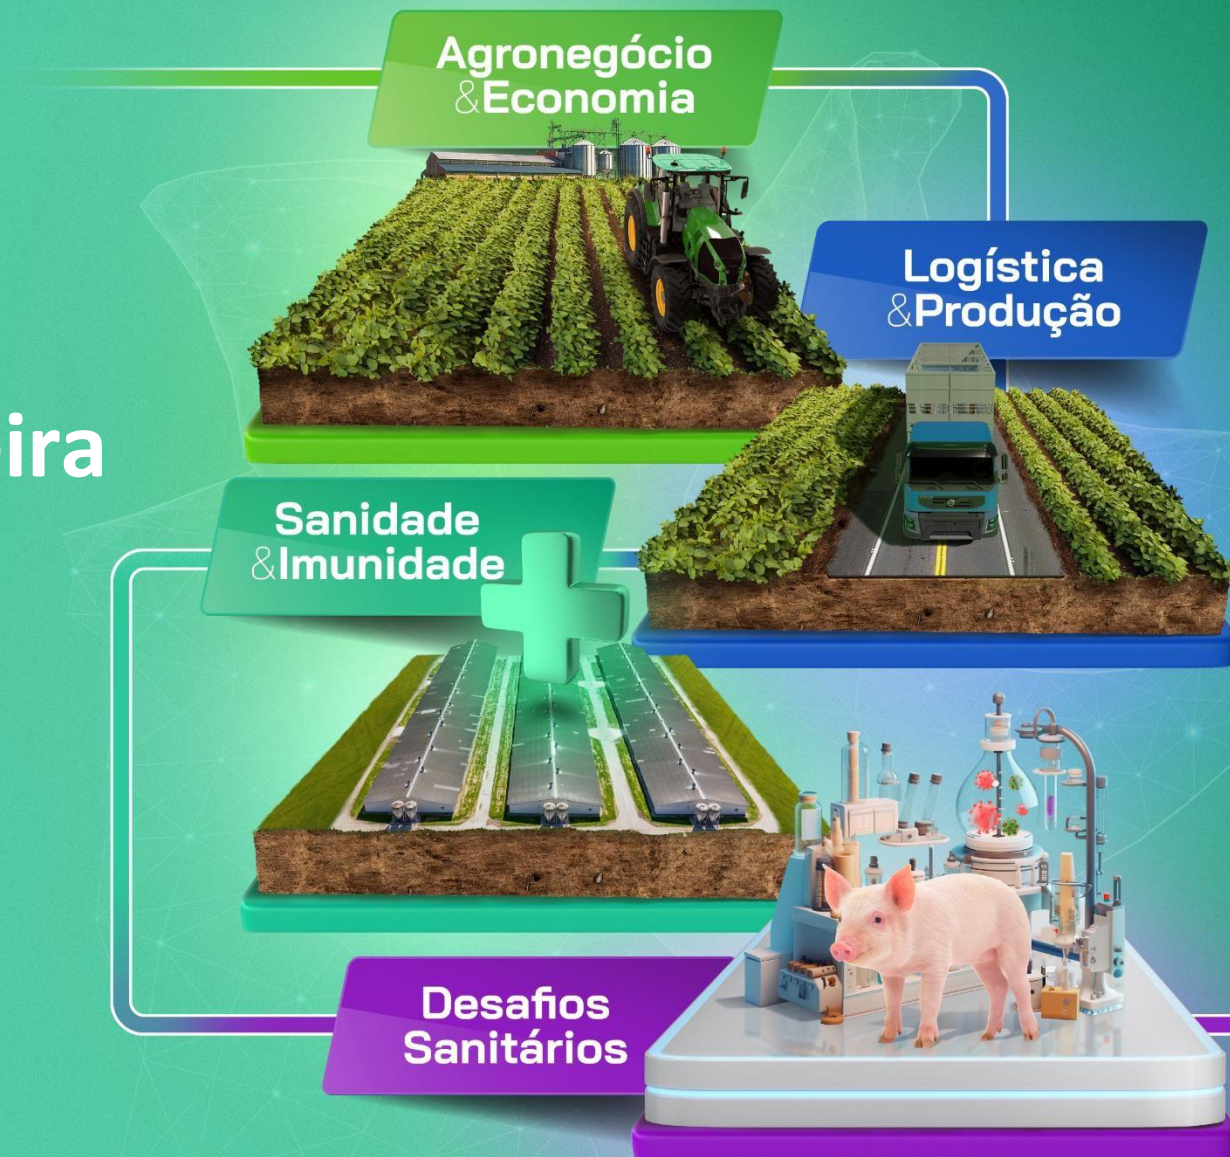 Agronegócio
&Economia
Logística
&Produção
ira
Sanidade
&Imunidade
Desafios
Sanitários